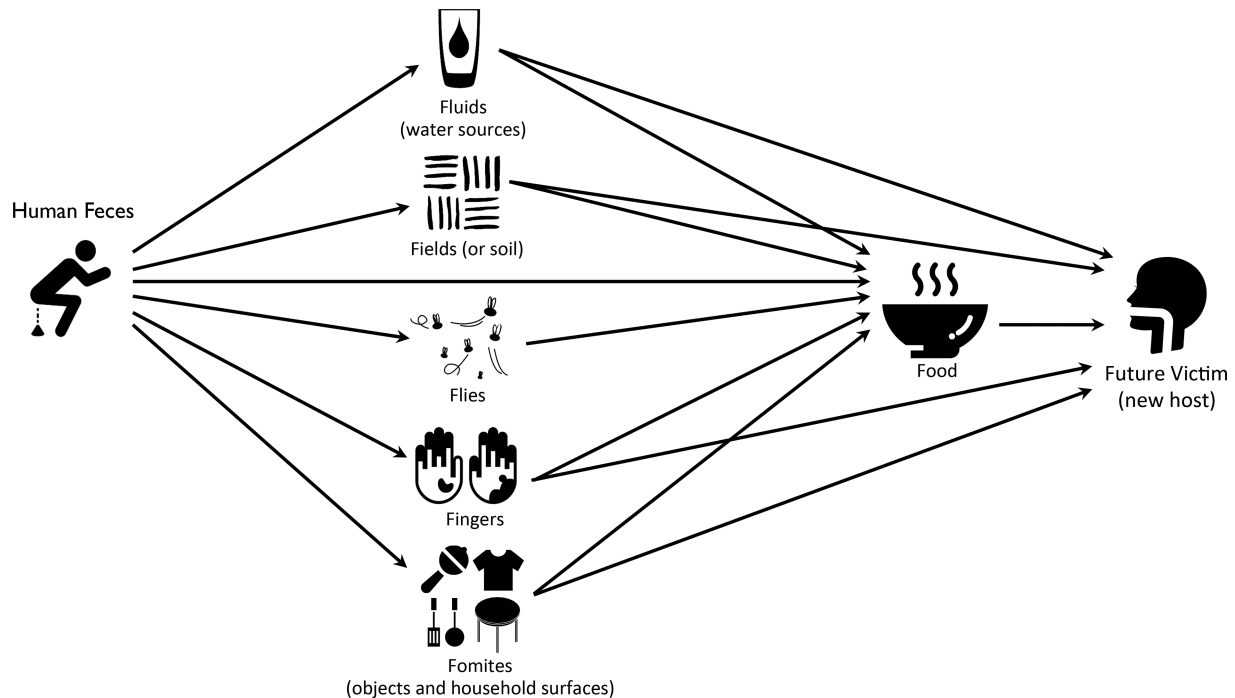 Fluids
(water sources)
Human Feces
Fields (or soil)
Flies
Food
Future Victim
(new host)
Fingers
Fomites
(objects and household surfaces)